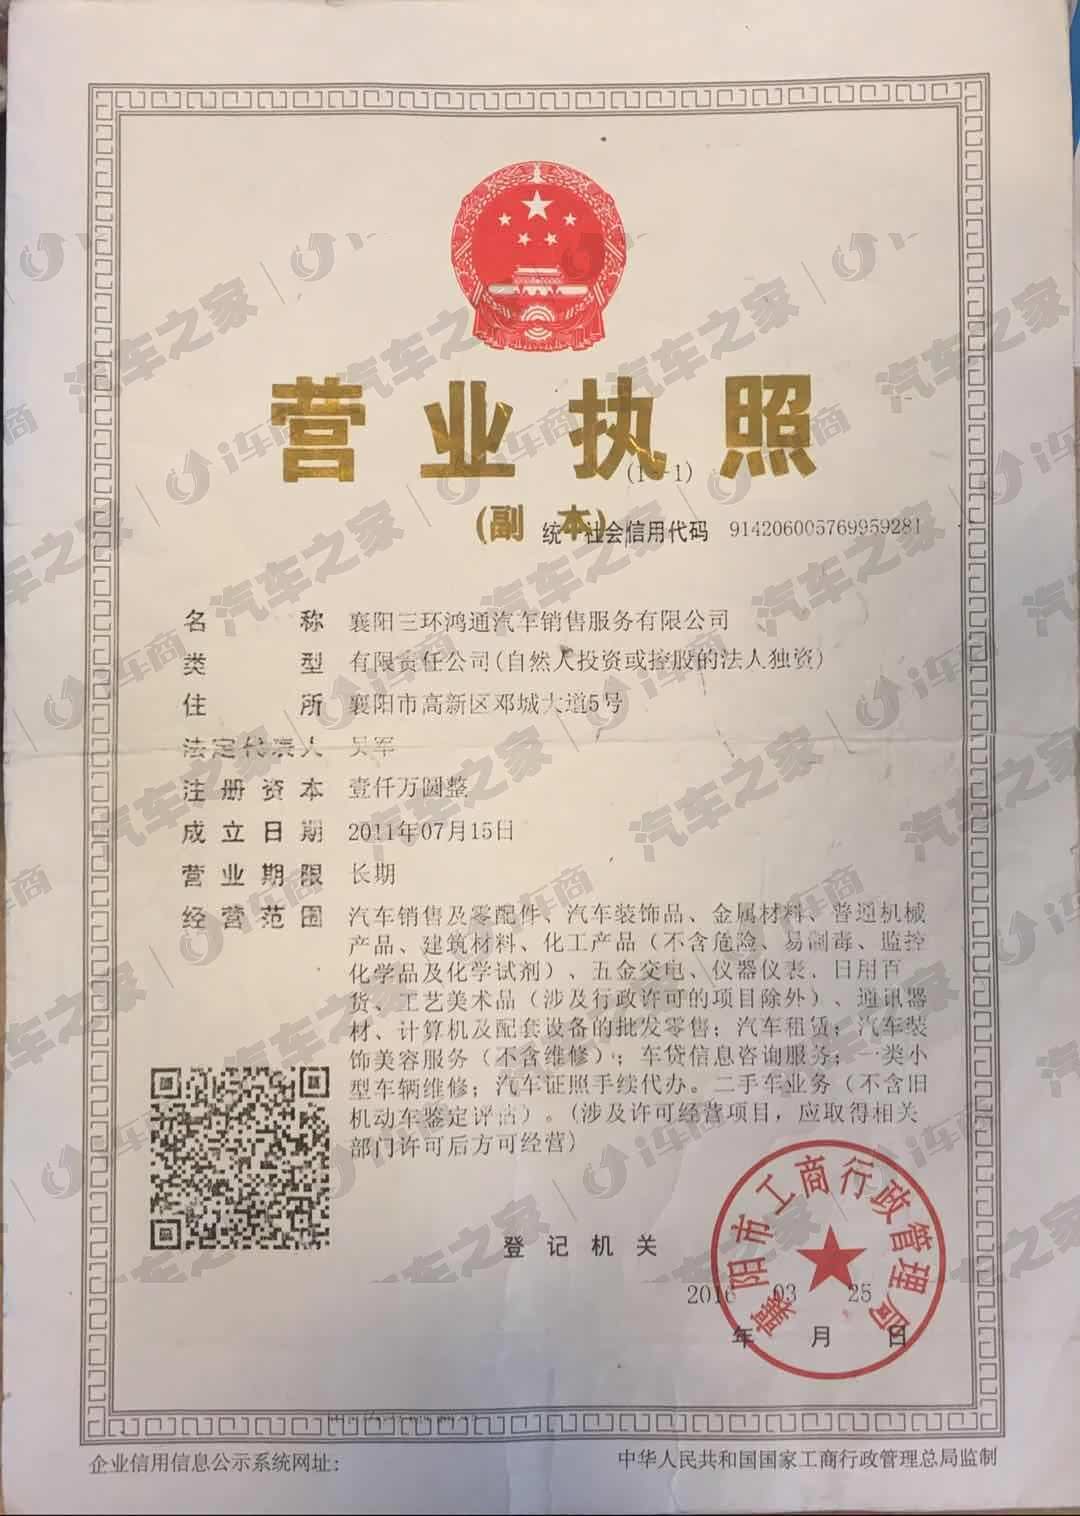 营业执照
(1-1)
(副 本)
统一社会信用代码 914206005769959281
名 称 襄阳三环鸿通汽车销售服务有限公司
类 型 有限责任公司(自然人投资或控股的法人独资)
住 所 襄阳市高新区邓城大道5号
法定代表人 吴军
注册资本 壹仟万圆整
成立日期 2011年07月15日
营业期限 长期
经营范围 汽车销售及零配件、汽车装饰品、金属材料、普通机械
产品、建筑材料、化工产品（不含危险、易制毒、监控
化学品及化学试剂）、五金交电、仪器仪表、日用百
货、工艺美术品（涉及行政许可的项目除外）、通讯器
材、计算机及配套设备的批发零售；汽车租赁；汽车装
饰美容服务（不含维修）；车贷信息咨询服务；一类小
型车辆维修；汽车证照手续代办。二手车业务（不含旧
机动车鉴定评估）。(涉及许可经营项目，应取得相关
部门许可后方可经营)
登记机关
襄阳市工商行政管理局
2016 03 25
年 月 日
企业信用信息公示系统网址：
中华人民共和国国家工商行政管理总局监制
汽车之家
i车商